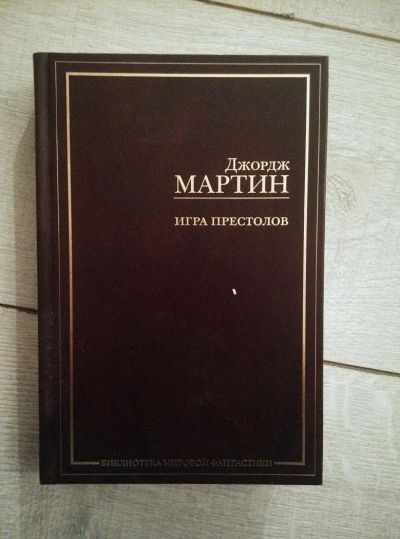 Джордж
МАРТИН
ИГРА ПРЕСТОЛОВ
БИБЛИОТЕКА МИРОВОЙ ФАНТАСТИКИ